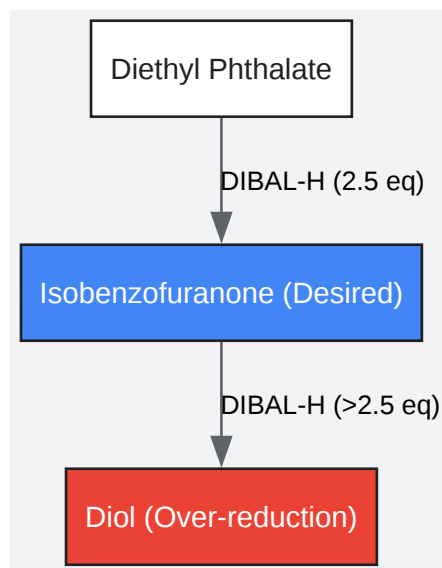 Diethyl Phthalate
DIBAL-H (2.5 eq)
Isobenzofuranone (Desired)
DIBAL-H (>2.5 eq)
Diol (Over-reduction)